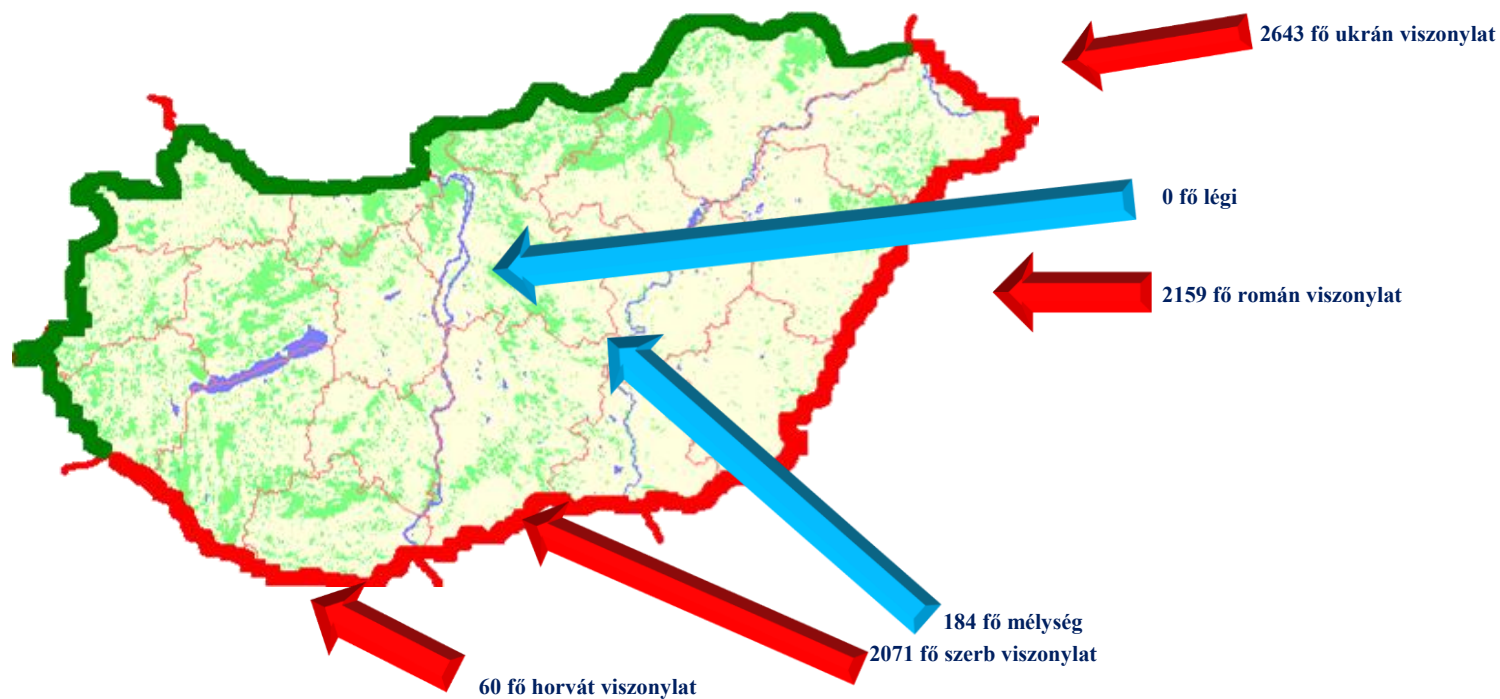 2643 fő ukrán viszonylat
0 fő légi
2159 fő román viszonylat
184 fő mélység
2071 fő szerb viszonylat
60 fő horvát viszonylat